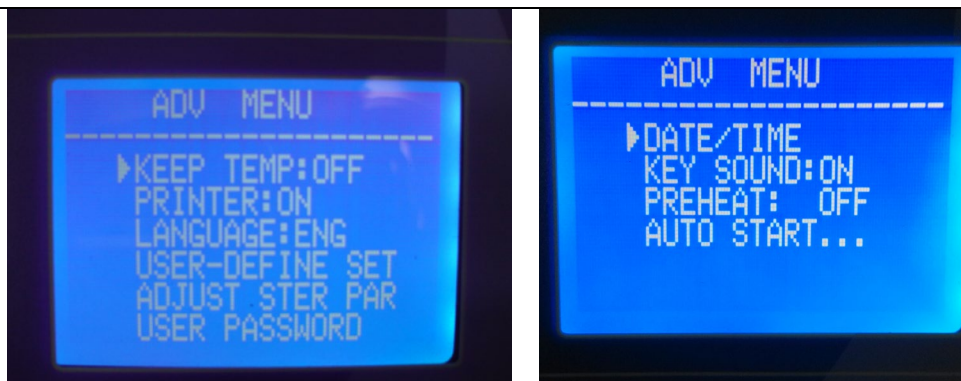 ADV MENU
KEEP TEMP:OFF
PRINTER:ON
LANGUAGE:ENG
USER-DEFINE SET
ADJUST STER PAR
USER PASSWORD
ADV MENU
DATE/TIME
KEY SOUND:ON
PREHEAT: OFF
AUTO START...